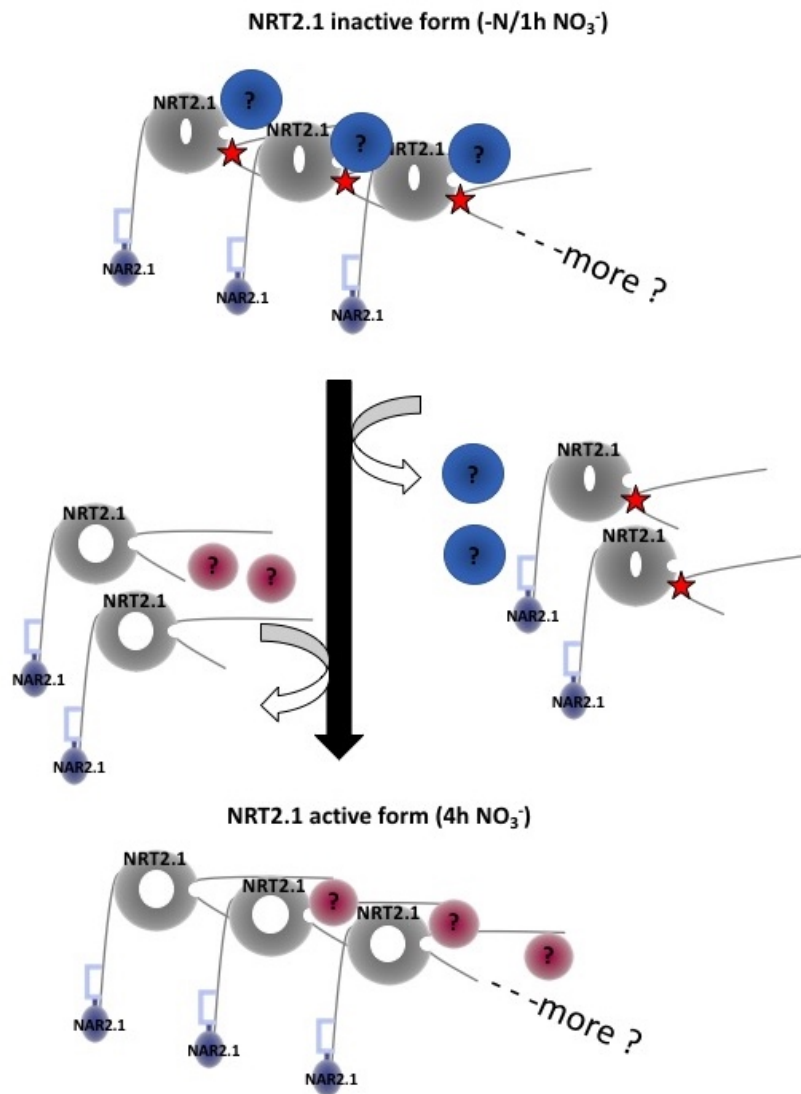 NRT2.1 inactive form (-N/1h NO₃⁻)
NRT2.1
?
NRT2.1
?
NRT2.1
?
NAR2.1
NAR2.1
NAR2.1
- - -more ?
NRT2.1
?
NRT2.1
?
NRT2.1
?
?
NRT2.1
NAR2.1
NAR2.1
NAR2.1
NAR2.1
NRT2.1 active form (4h NO₃⁻)
NRT2.1
NRT2.1
?
NRT2.1
?
?
NAR2.1
NAR2.1
NAR2.1
- - -more ?